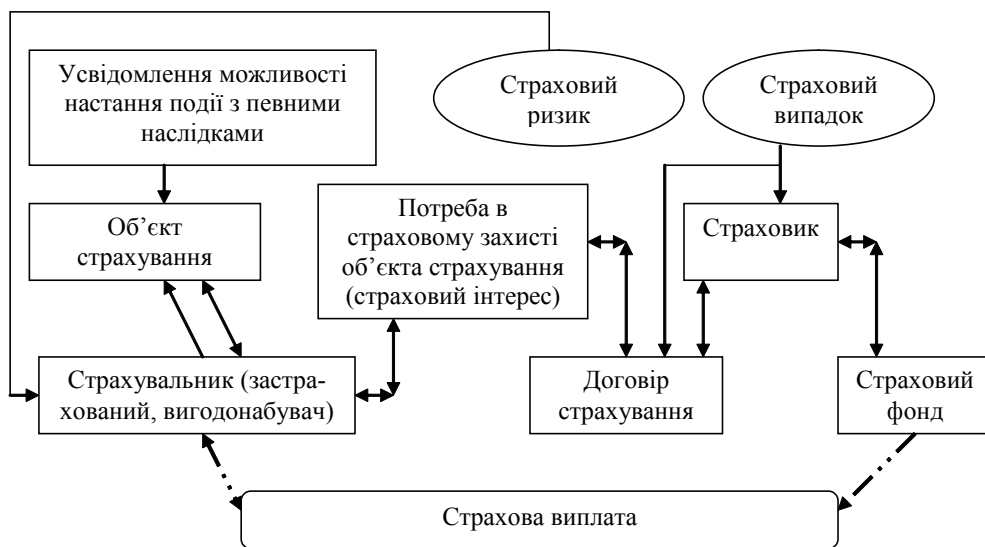 Усвідомлення можливості
настання події з певними
наслідками
Страховий
ризик
Страховий
випадок
Об’єкт
страхування
Потреба в
страховому захисті
об’єкта страхування
(страховий інтерес)
Страховик
Страхувальник (застра-
хований, вигодонабувач)
Договір
страхування
Страховий
фонд
Страхова виплата